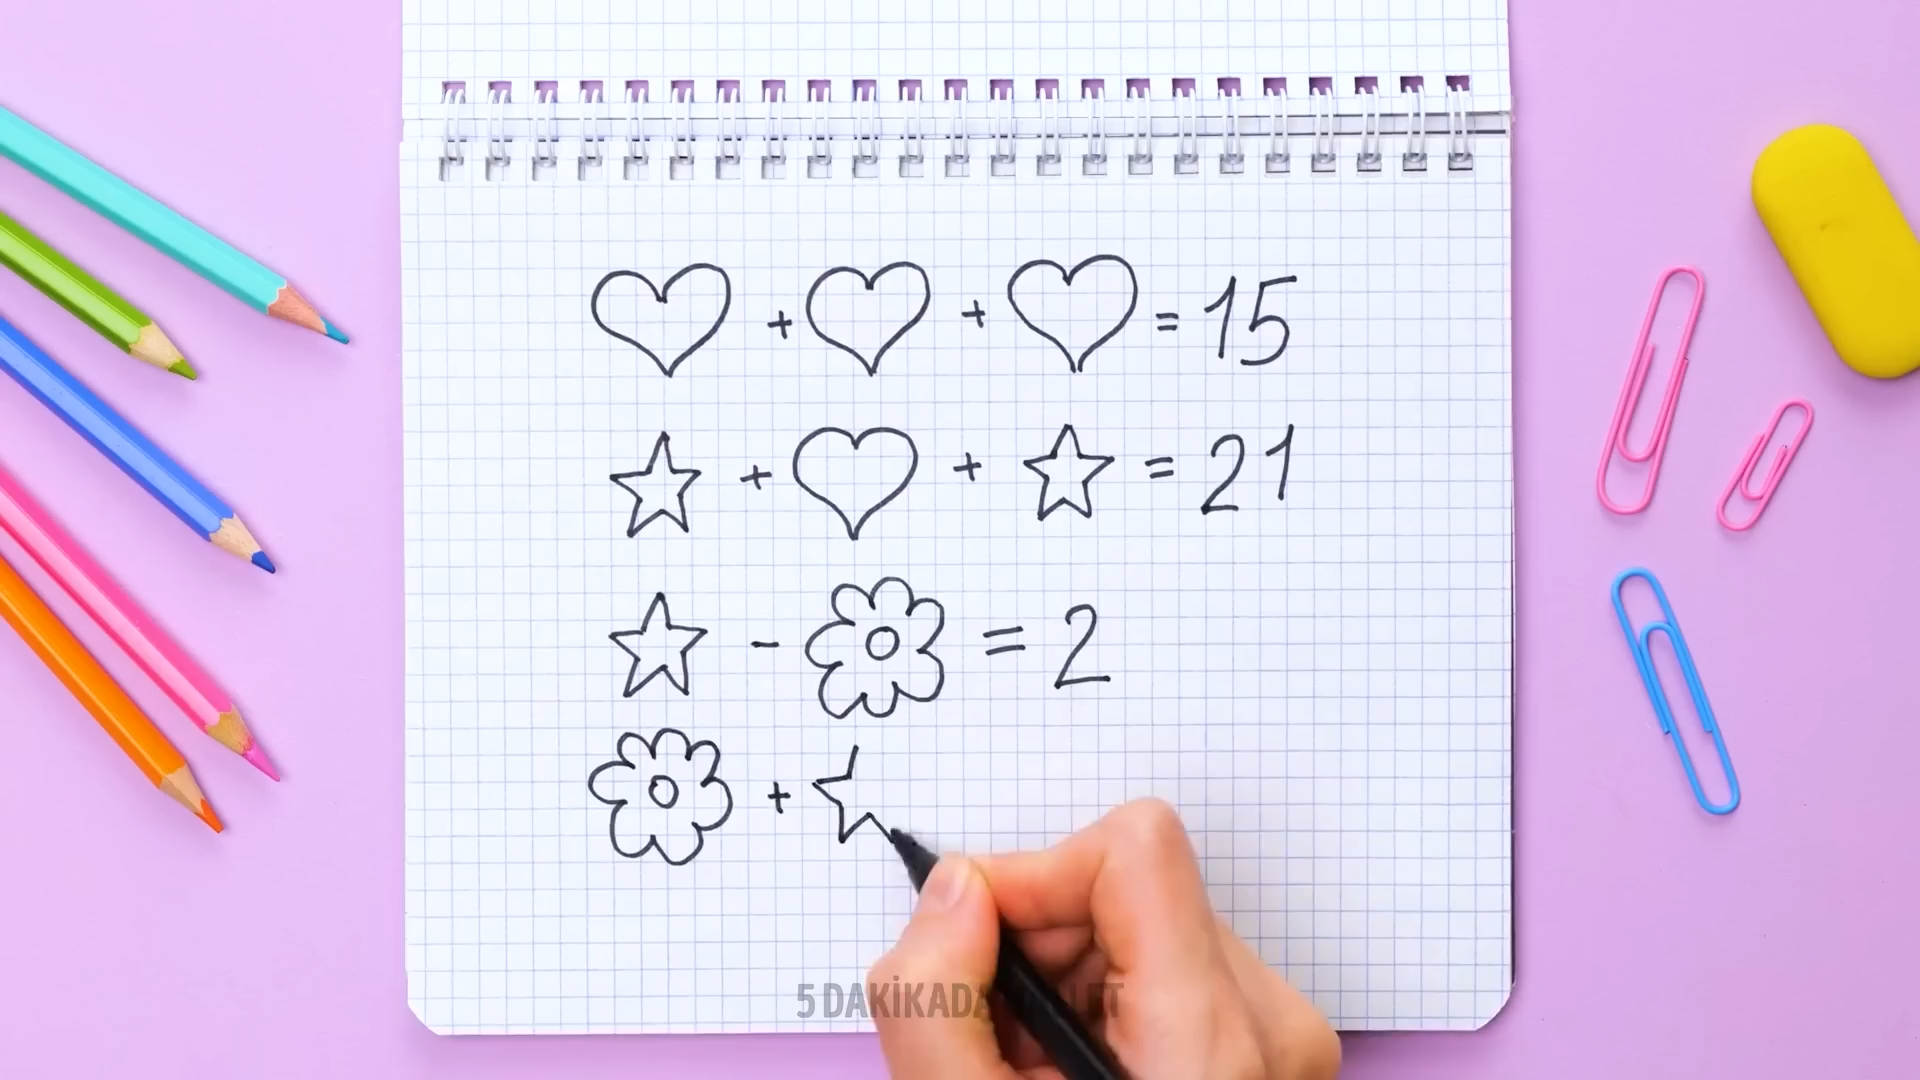 + + = 15
+ + = 21
- = 2
+
5 DAKİKADA